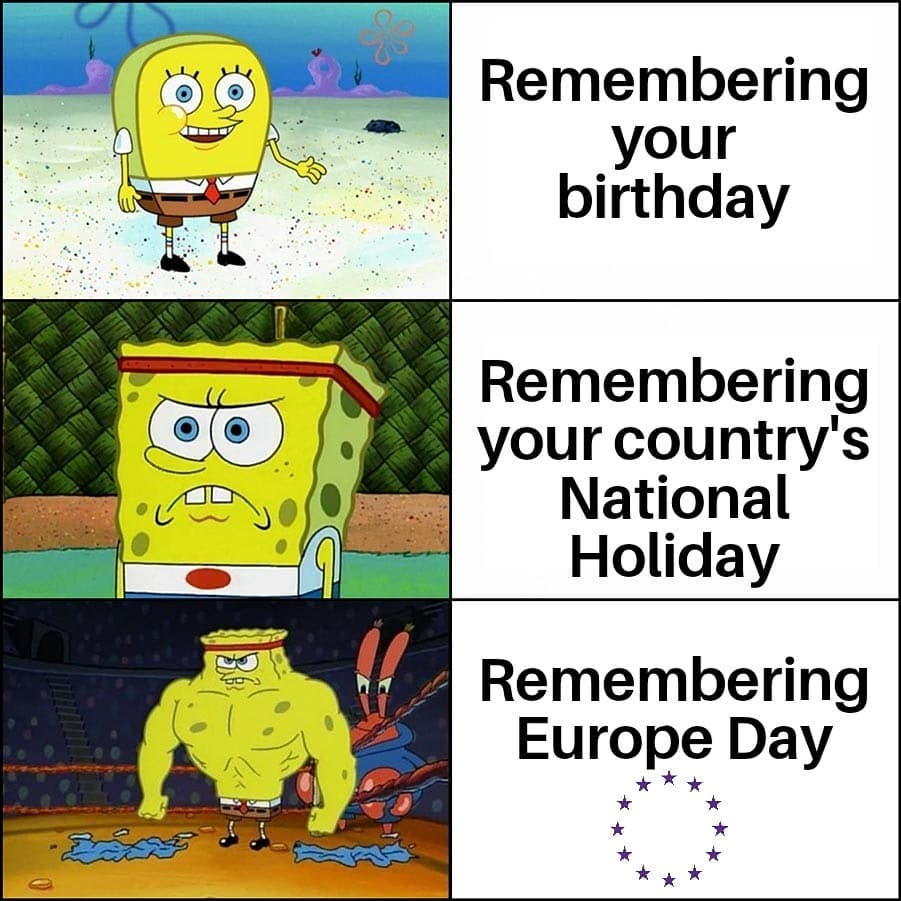 Remembering
your
birthday
Remembering
your country's
National
Holiday
Remembering
Europe Day